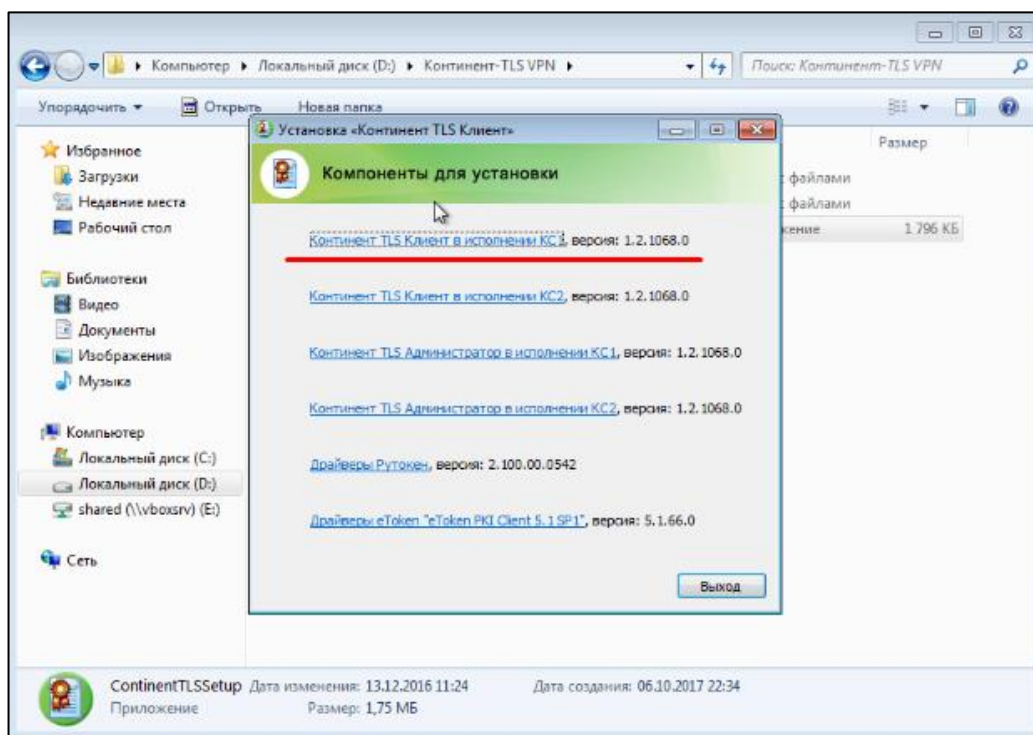 Компьютер ▸ Локальный диск (D:) ▸ Континент-TLS VPN ▸
Поиск: Континент-TLS VPN
Упорядочить Открыть Новая папка
Установка «Континент TLS Клиент»
Компоненты для установки
Континент TLS Клиент в исполнении КС1, версия: 1.2.1068.0
Континент TLS Клиент в исполнении КС2, версия: 1.2.1068.0
Континент TLS Администратор в исполнении КС1, версия: 1.2.1068.0
Континент TLS Администратор в исполнении КС2, версия: 1.2.1068.0
Драйверы Рутокен, версия: 2.100.00.0542
Драйверы eToken "eToken PKI Client 5.1 SP1", версия: 5.1.66.0
Выход
Избранное
Загрузки
Недавние места
Рабочий стол
Библиотеки
Видео
Документы
Изображения
Музыка
Компьютер
Локальный диск (C:)
Локальный диск (D:)
shared (\\vboxsrv) (E:)
Сеть
Размер
с файлами
с файлами
1 796 КБ
ContinentTLSSetup Дата изменения: 13.12.2016 11:24 Дата создания: 06.10.2017 22:34
Приложение Размер: 1,75 МБ